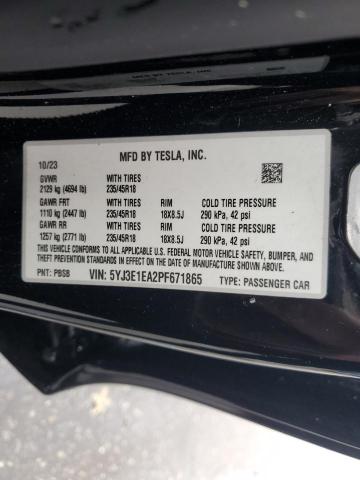 MFD BY TESLA, INC.
10/23
GVWR WITH TIRES
2129 kg (4694 lb) 235/45R18
GAWR FRT WITH TIRES RIM COLD TIRE PRESSURE
1110 kg (2447 lb) 235/45R18 18X8.5J 290 kPa, 42 psi
GAWR RR WITH TIRES RIM COLD TIRE PRESSURE
1257 kg (2771 lb) 235/45R18 18X8.5J 290 kPa, 42 psi
THIS VEHICLE CONFORMS TO ALL APPLICABLE U.S. FEDERAL MOTOR VEHICLE SAFETY, BUMPER, AND
THEFT PREVENTION STANDARDS IN EFFECT ON THE DATE OF MANUFACTURE SHOWN ABOVE.
PNT: PBSB VIN: 5YJ3E1EA2PF671865 TYPE: PASSENGER CAR